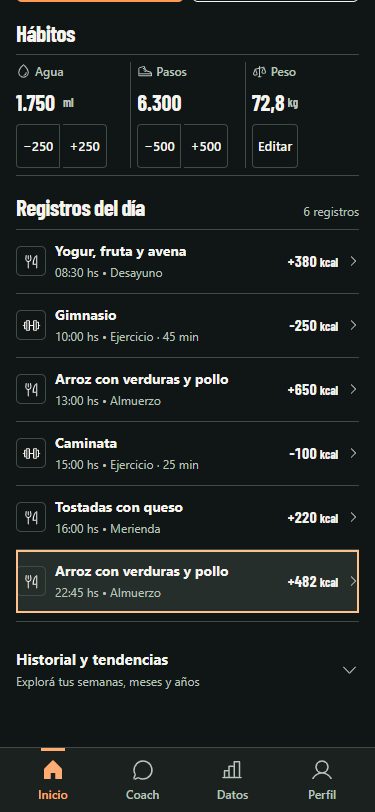 Hábitos
Agua
1.750 ml
−250
+250
Pasos
6.300
−500
+500
Peso
72,8 kg
Editar
Registros del día
6 registros
Yogur, fruta y avena
08:30 hs • Desayuno
+380 kcal
Gimnasio
10:00 hs • Ejercicio · 45 min
-250 kcal
Arroz con verduras y pollo
13:00 hs • Almuerzo
+650 kcal
Caminata
15:00 hs • Ejercicio · 25 min
-100 kcal
Tostadas con queso
16:00 hs • Merienda
+220 kcal
Arroz con verduras y pollo
22:45 hs • Almuerzo
+482 kcal
Historial y tendencias
Explorá tus semanas, meses y años
Inicio
Coach
Datos
Perfil